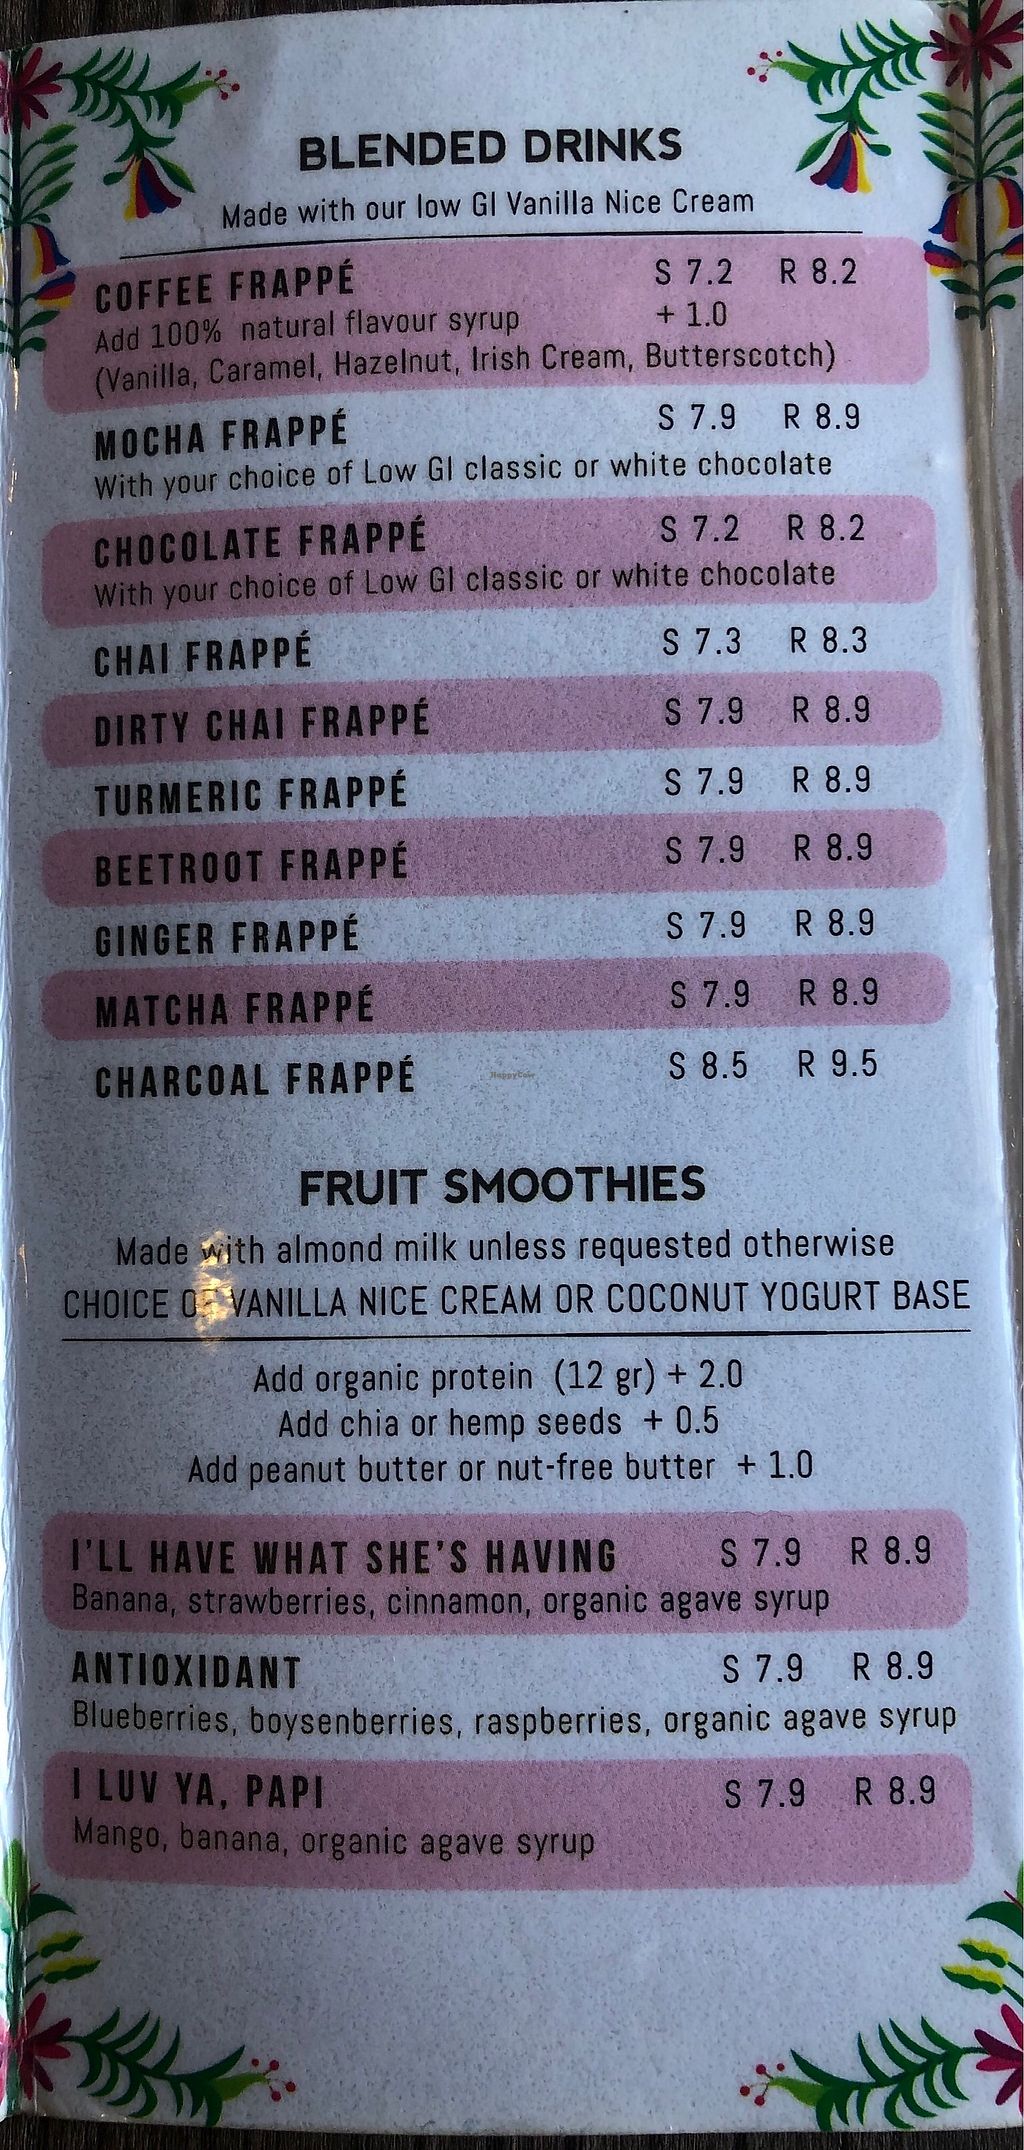 BLENDED DRINKS
Made with our low GI Vanilla Nice Cream
COFFEE FRAPPÉ S 7.2 R 8.2
Add 100% natural flavour syrup + 1.0
(Vanilla, Caramel, Hazelnut, Irish Cream, Butterscotch)
MOCHA FRAPPÉ S 7.9 R 8.9
With your choice of Low GI classic or white chocolate
CHOCOLATE FRAPPÉ S 7.2 R 8.2
With your choice of Low GI classic or white chocolate
CHAI FRAPPÉ S 7.3 R 8.3
DIRTY CHAI FRAPPÉ S 7.9 R 8.9
TURMERIC FRAPPÉ S 7.9 R 8.9
BEETROOT FRAPPÉ S 7.9 R 8.9
GINGER FRAPPÉ S 7.9 R 8.9
MATCHA FRAPPÉ S 7.9 R 8.9
CHARCOAL FRAPPÉ S 8.5 R 9.5
HappyCow
FRUIT SMOOTHIES
Made with almond milk unless requested otherwise
CHOICE OF VANILLA NICE CREAM OR COCONUT YOGURT BASE
Add organic protein (12 gr) + 2.0
Add chia or hemp seeds + 0.5
Add peanut butter or nut-free butter + 1.0
I'LL HAVE WHAT SHE'S HAVING S 7.9 R 8.9
Banana, strawberries, cinnamon, organic agave syrup
ANTIOXIDANT S 7.9 R 8.9
Blueberries, boysenberries, raspberries, organic agave syrup
I LUV YA, PAPI S 7.9 R 8.9
Mango, banana, organic agave syrup